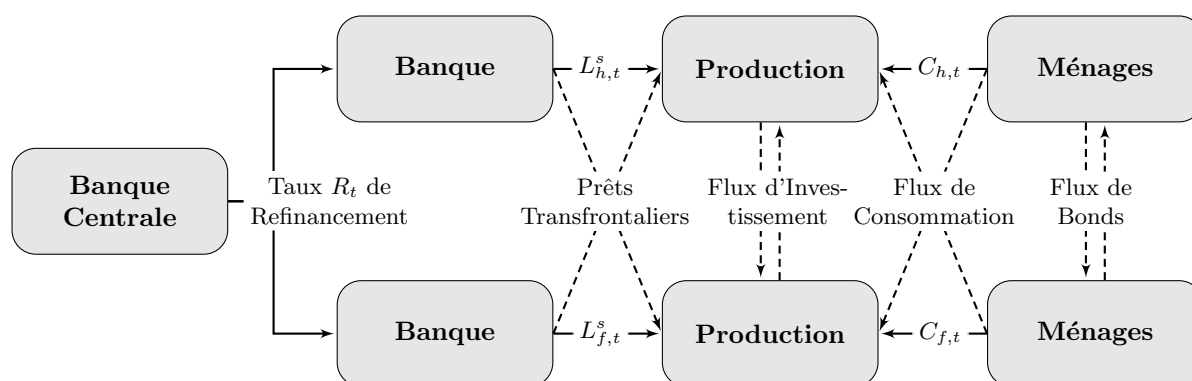 Banque
$L^s_{h,t}$
Production
$C_{h,t}$
Ménages
Banque
Centrale
Taux $R_t$ de
Refinancement
Prêts
Transfrontaliers
Flux d'Inves-
tissement
Flux de
Consommation
Flux de
Bonds
Banque
$L^s_{f,t}$
Production
$C_{f,t}$
Ménages